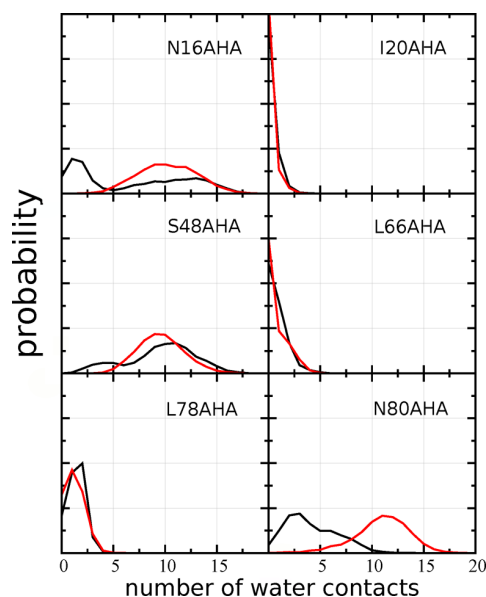 N16AHA
I20AHA
S48AHA
L66AHA
L78AHA
N80AHA
probability
0 5 10 15 0 5 10 15 20
number of water contacts